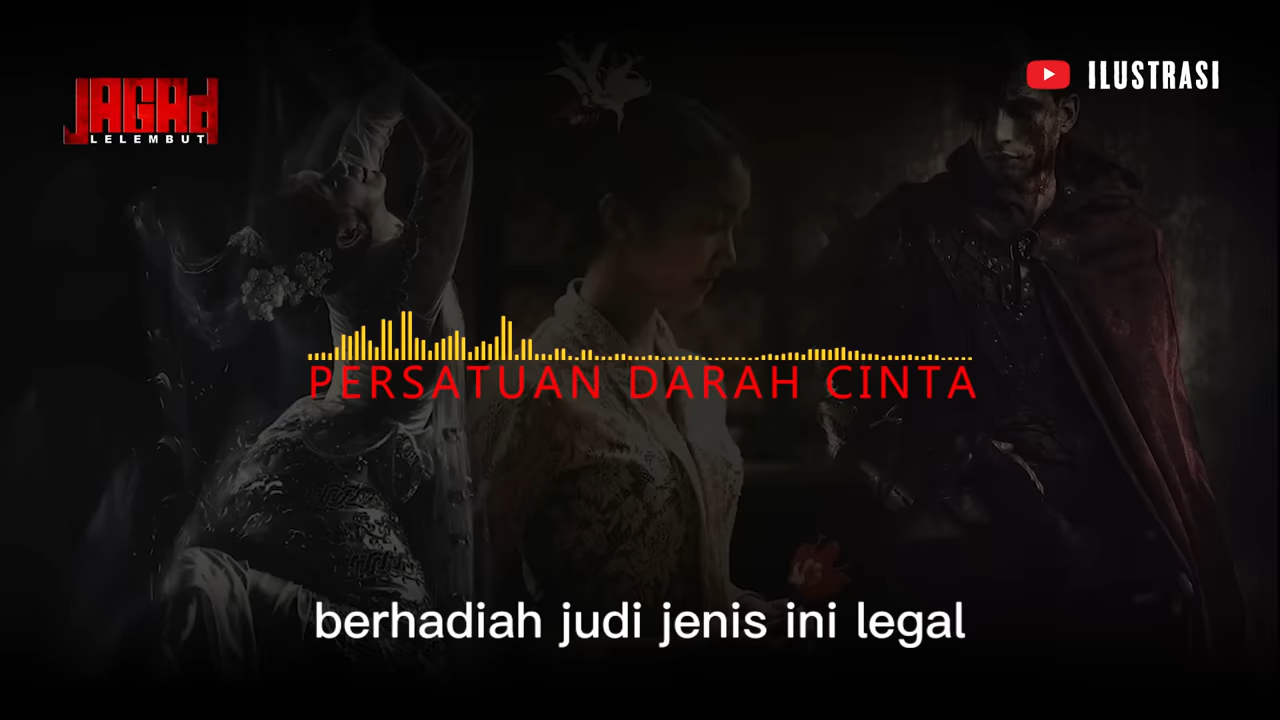 JAGAd
LELEMBUT
ILUSTRASI
PERSATUAN DARAH CINTA
berhadiah judi jenis ini legal